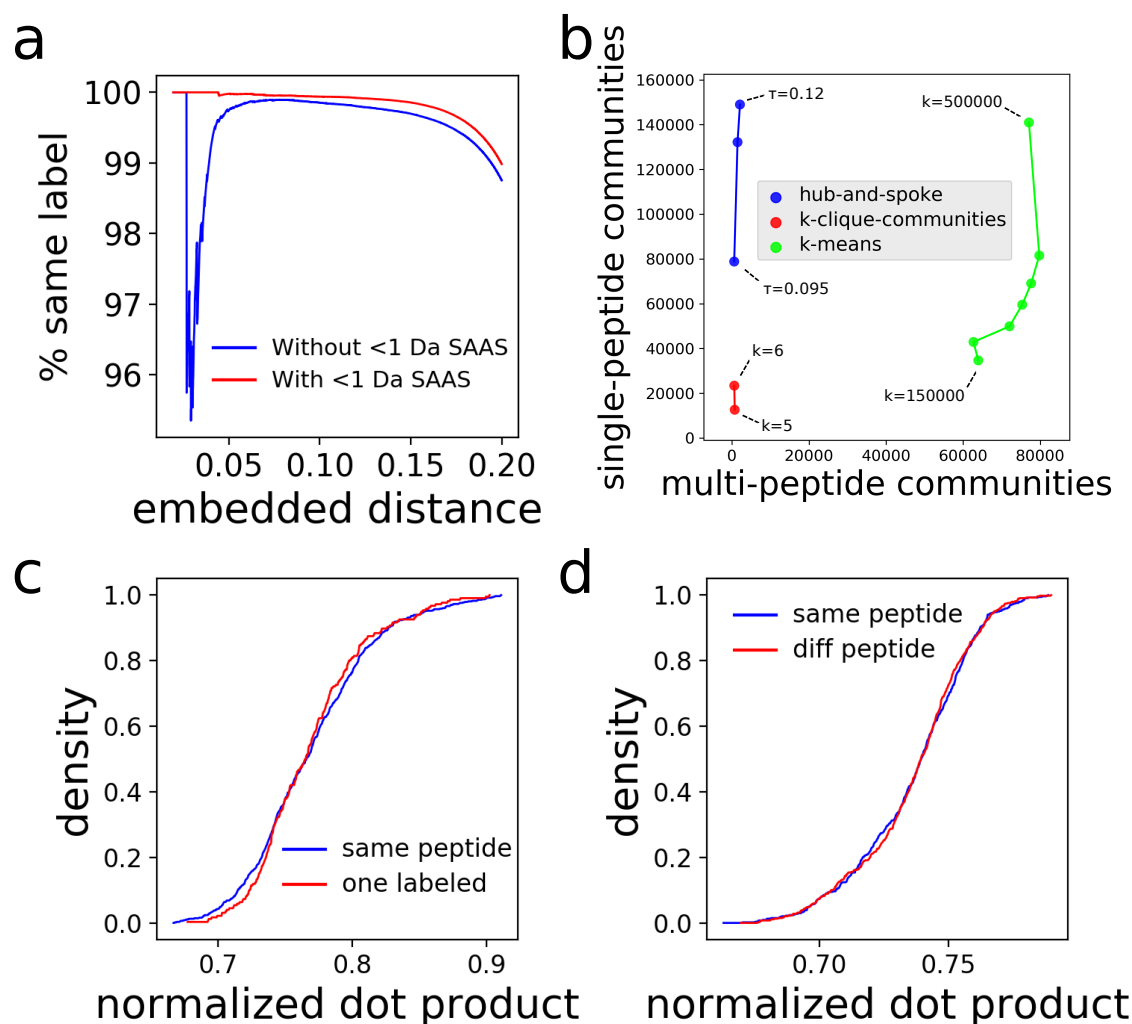 a
100
99
98
97
96
% same label
Without <1 Da SAAS
With <1 Da SAAS
0.05 0.10 0.15 0.20
embedded distance
b
160000
140000
120000
100000
80000
60000
40000
20000
0
single-peptide communities
τ=0.12
k=500000
hub-and-spoke
k-clique-communities
k-means
τ=0.095
k=6
k=150000
k=5
0 20000 40000 60000 80000
multi-peptide communities
c
1.0
0.8
0.6
0.4
0.2
0.0
density
same peptide
one labeled
0.7 0.8 0.9
normalized dot product
d
1.0
0.8
0.6
0.4
0.2
0.0
density
same peptide
diff peptide
0.70 0.75
normalized dot product